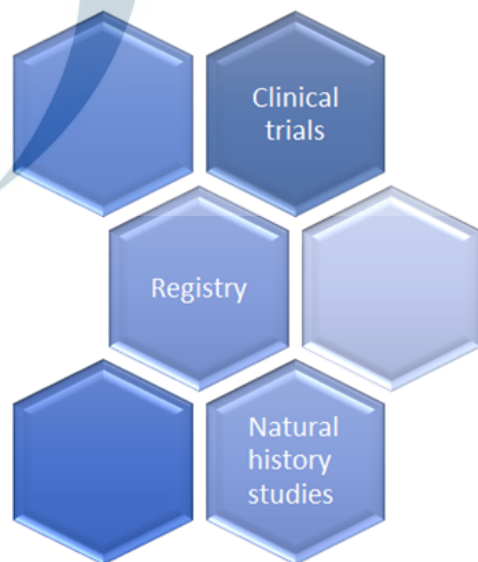 Clinical
trials
Registry
Natural
history
studies